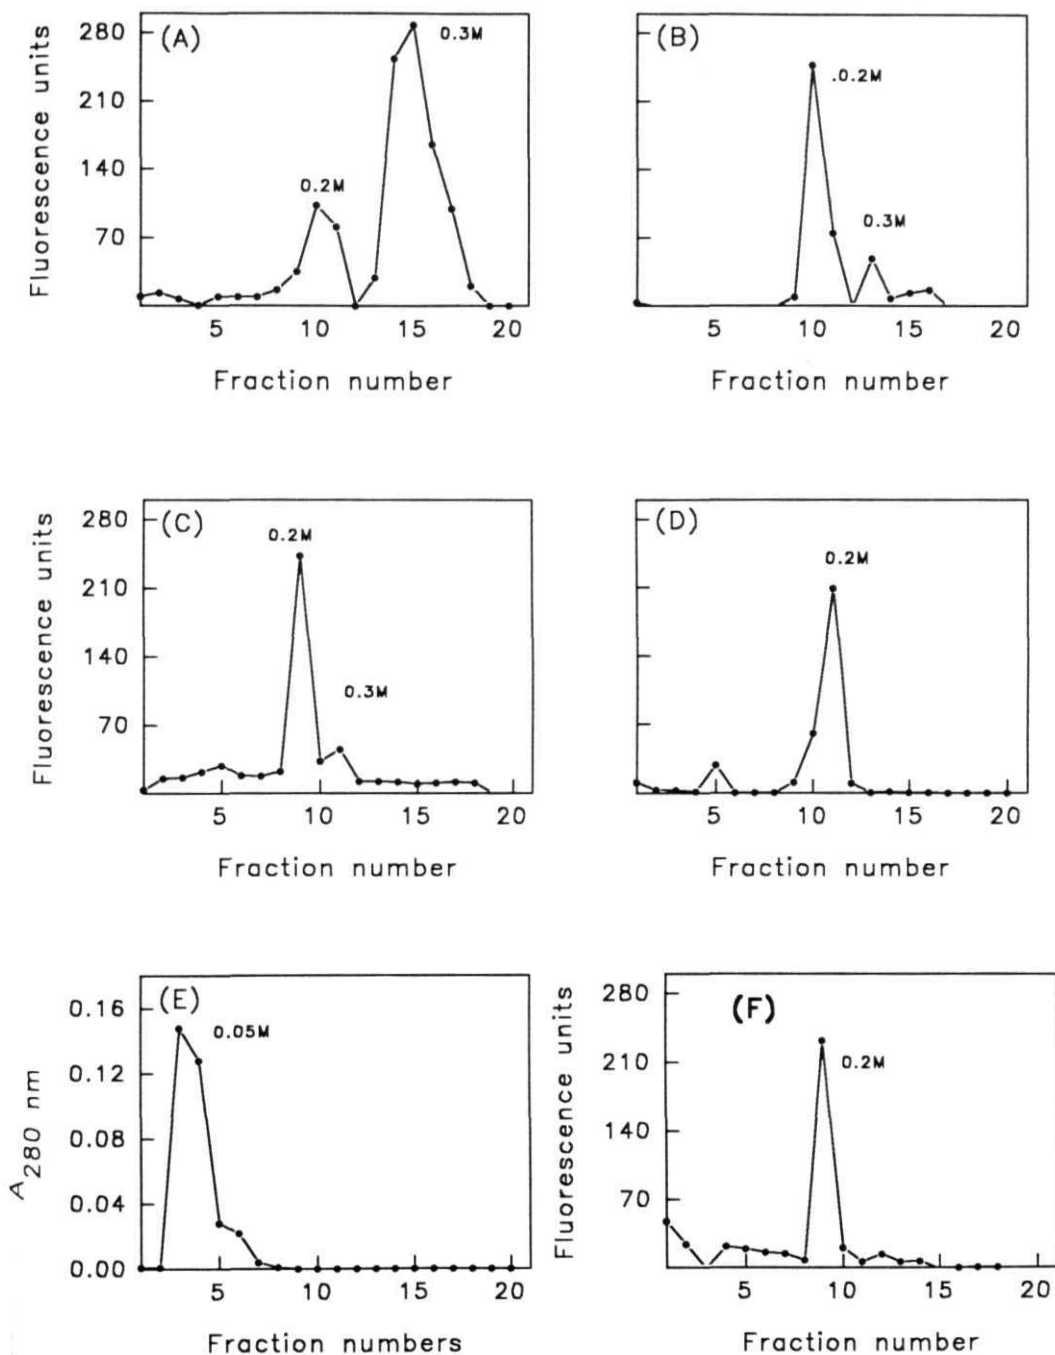 (A)
Fluorescence units
280
210
140
70
0.2M
0.3M
5 10 15 20
Fraction number
(B)
.0.2M
0.3M
5 10 15 20
Fraction number
(C)
Fluorescence units
280
210
140
70
0.2M
0.3M
5 10 15 20
Fraction number
(D)
0.2M
5 10 15 20
Fraction number
(E)
A280 nm
0.16
0.12
0.08
0.04
0.00
0.05M
5 10 15 20
Fraction numbers
(F)
Fluorescence units
280
210
140
70
0.2M
5 10 15 20
Fraction number